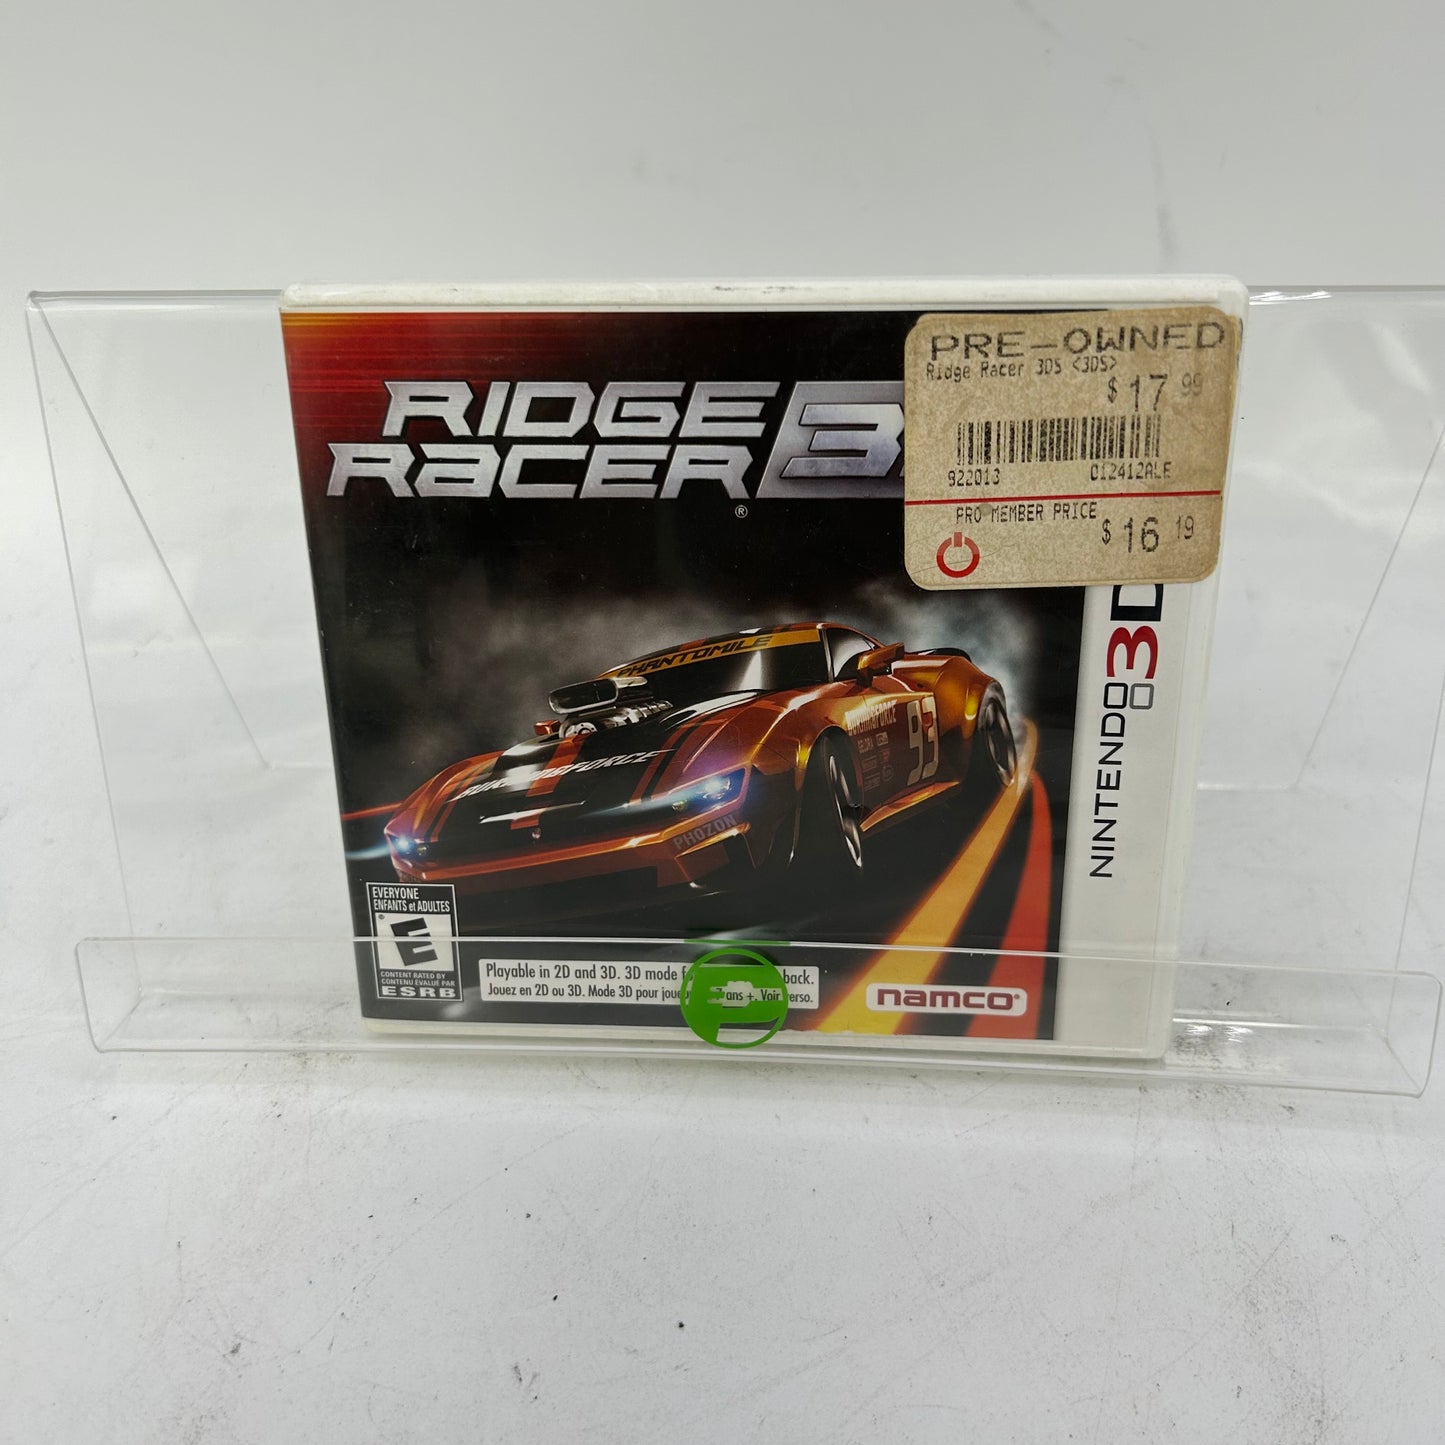 RIDGE
RACER 3
®
PRE-OWNED
Ridge Racer 3DS <3DS>
$ 17 99
922013 012412ALE
PRO MEMBER PRICE
$ 16 19
PHANTOMILE
93
PHOZON
NINTENDO 3D
EVERYONE
ENFANTS et ADULTES
E
CONTENT RATED BY
CONTENU ÉVALUÉ PAR
ESRB
Playable in 2D and 3D. 3D mode back.
Jouez en 2D ou 3D. Mode 3D pour ans +. Voir verso.
namco®